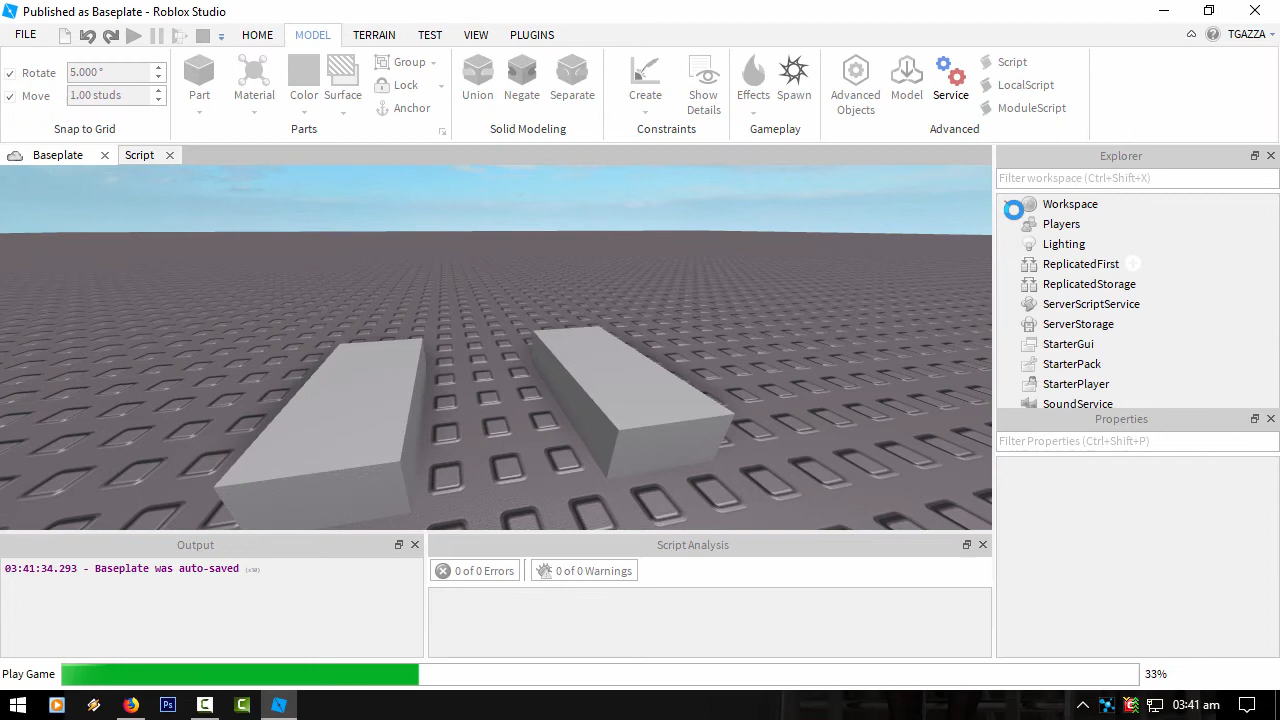 Published as Baseplate - Roblox Studio
FILE HOME MODEL TERRAIN TEST VIEW PLUGINS TGAZZA
Rotate 5.000 °
Move 1.00 studs
Snap to Grid
Part Material Color Surface
Group
Lock
Anchor
Parts
Union Negate Separate
Solid Modeling
Create Show Details
Constraints
Effects Spawn
Gameplay
Advanced Objects Model Service
Script
LocalScript
ModuleScript
Advanced
Baseplate Script
Explorer
Filter workspace (Ctrl+Shift+X)
Workspace
Players
Lighting
ReplicatedFirst
ReplicatedStorage
ServerScriptService
ServerStorage
StarterGui
StarterPack
StarterPlayer
SoundService
Properties
Filter Properties (Ctrl+Shift+P)
Output
03:41:34.293 - Baseplate was auto-saved (x30)
Script Analysis
0 of 0 Errors 0 of 0 Warnings
Play Game 33%
Ps
03:41 am